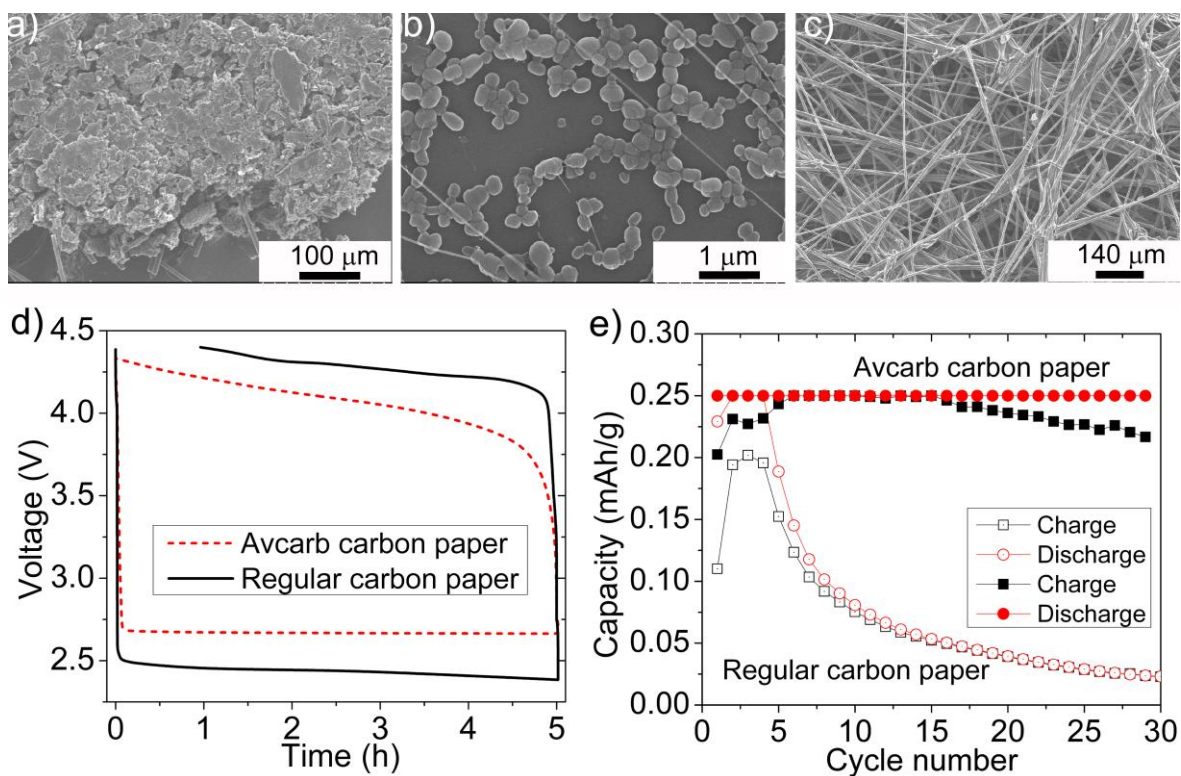 a)
100 μm
b)
1 μm
c)
140 μm
d)
4.5
4.0
3.5
3.0
2.5
Voltage (V)
Avcarb carbon paper
Regular carbon paper
0
1
2
3
4
5
Time (h)
e)
0.30
0.25
0.20
0.15
0.10
0.05
0.00
Capacity (mAh/g)
Avcarb carbon paper
Charge
Discharge
Charge
Discharge
Regular carbon paper
0
5
10
15
20
25
30
Cycle number